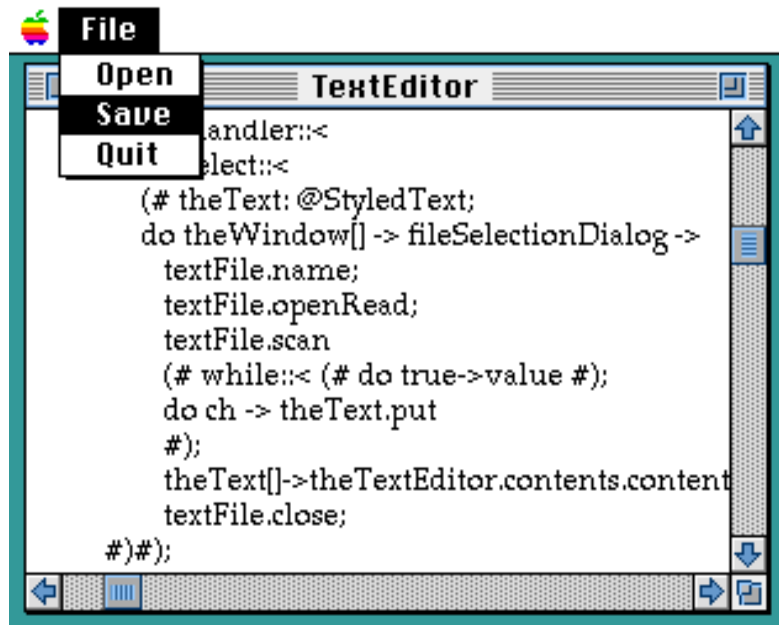 File
Open
Save
Quit
TextEditor
andler::<
elect::<
(# theText: @StyledText;
do theWindow[] -> fileSelectionDialog ->
textFile.name;
textFile.openRead;
textFile.scan
(# while::< (# do true->value #);
do ch -> theText.put
#);
theText[]->theTextEditor.contents.content
textFile.close;
#)#);